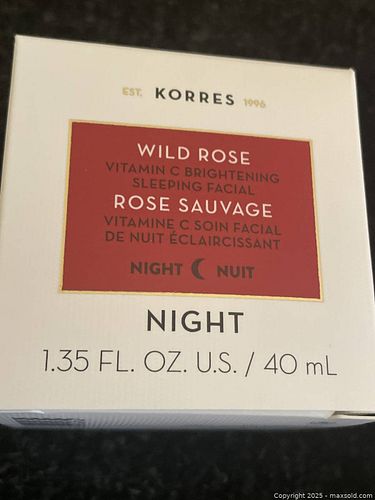 EST. KORRES 1996
WILD ROSE
VITAMIN C BRIGHTENING
SLEEPING FACIAL
ROSE SAUVAGE
VITAMINE C SOIN FACIAL
DE NUIT ÉCLAIRCISSANT
NIGHT NUIT
NIGHT
1.35 FL. OZ. U.S. / 40 mL
Copyright 2025 - maxsold.com